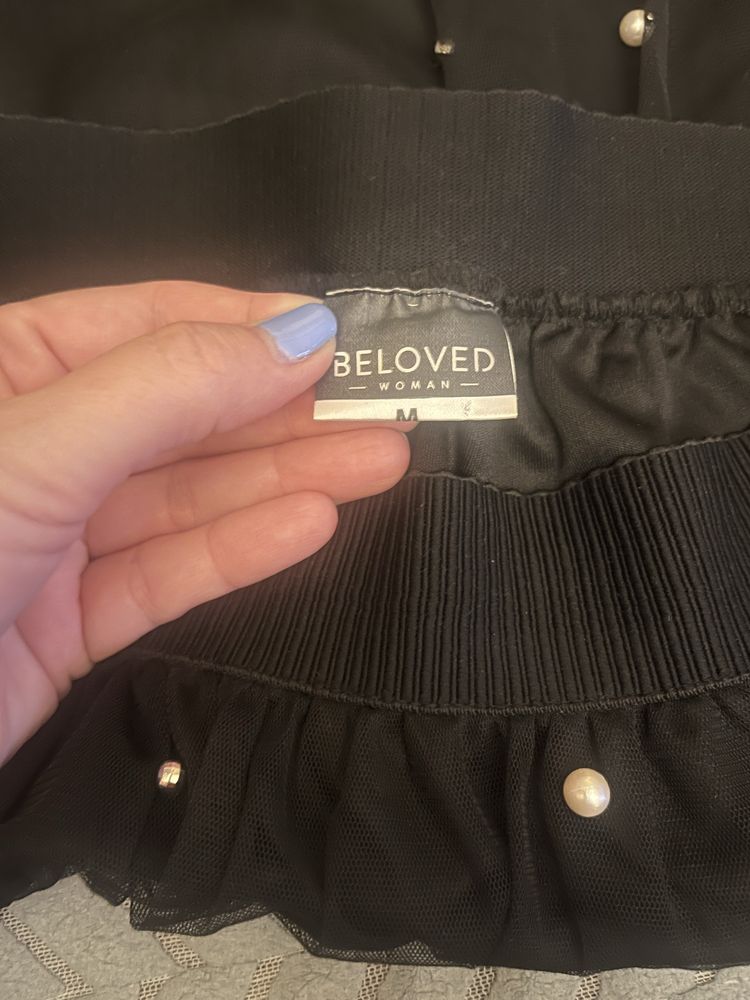 BELOVED
— WOMAN —
M